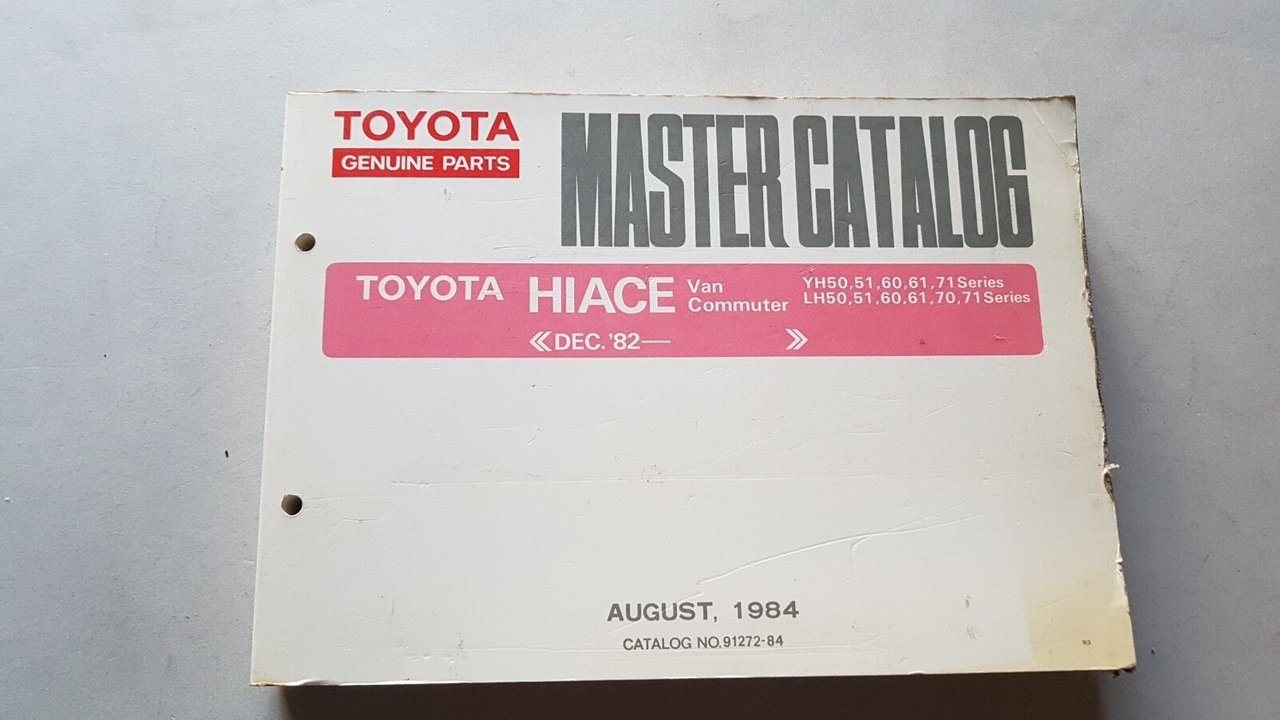 TOYOTA
GENUINE PARTS
MASTER CATALOG
TOYOTA HIACE Van Commuter
YH50,51,60,61,71 Series
LH50,51,60,61,70,71 Series
《DEC.'82— 》
AUGUST, 1984
CATALOG NO.91272-84